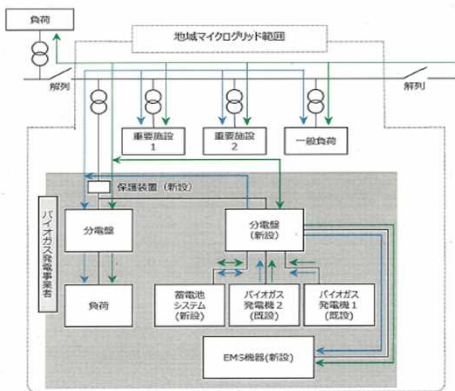 負荷
地域マイクログリッド範囲
解列
解列
重要施設
1
重要施設
2
一般負荷
保護装置（新設）
バイオガス発電事業者
分電盤
分電盤
(新設)
負荷
蓄電池
システム
(新設)
バイオガス
発電機２
(既設)
バイオガス
発電機１
(既設)
EMS機器(新設)